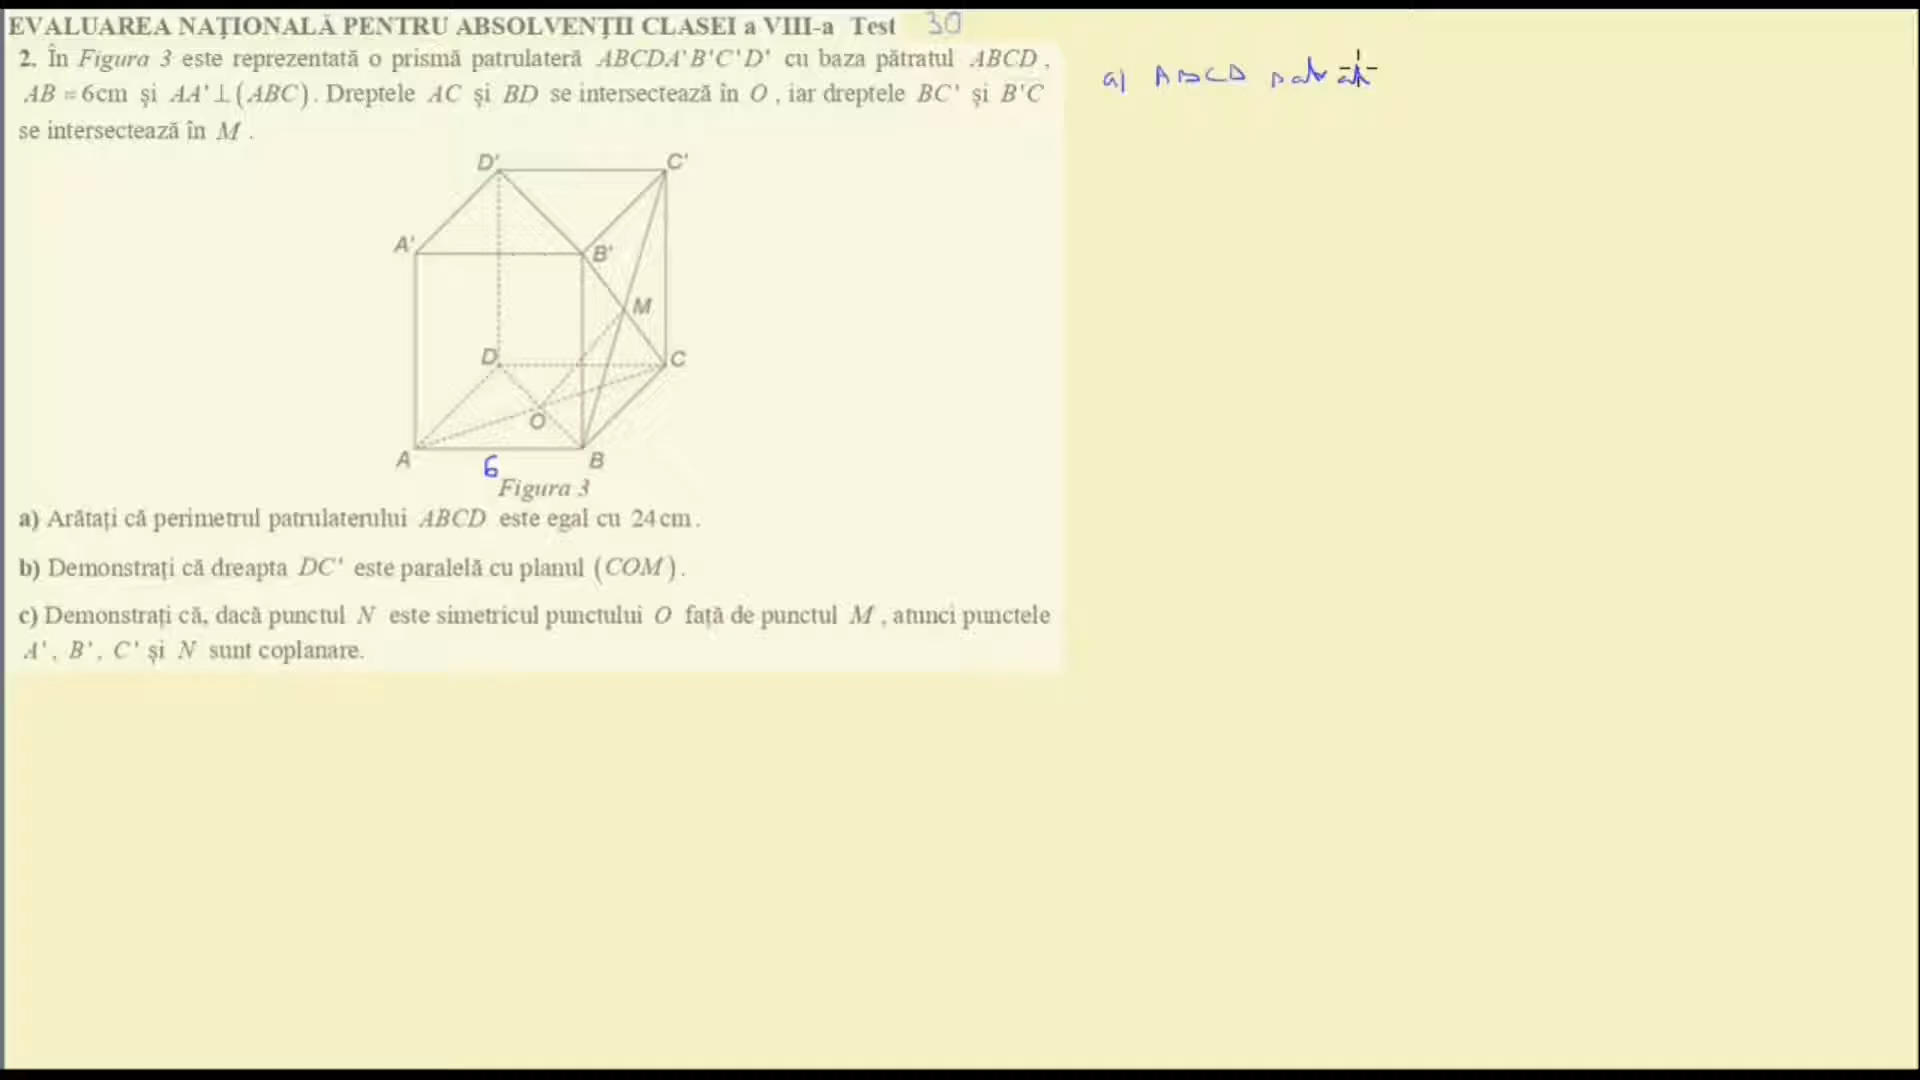 EVALUAREA NAȚIONALĂ PENTRU ABSOLVENȚII CLASEI a VIII-a Test 30
2. În Figura 3 este reprezentată o prismă patrulateră ABCDA'B'C'D' cu baza pătratul ABCD,
AB = 6cm și AA' ⊥ (ABC). Dreptele AC și BD se intersectează în O, iar dreptele BC' și B'C
se intersectează în M.
D' C'
A' B'
M
D C
O
A 6 B
Figura 3
a) Arătați că perimetrul patrulaterului ABCD este egal cu 24cm.
b) Demonstrați că dreapta DC' este paralelă cu planul (COM).
c) Demonstrați că, dacă punctul N este simetricul punctului O față de punctul M, atunci punctele
A', B', C' și N sunt coplanare.
a) ABCD patrat